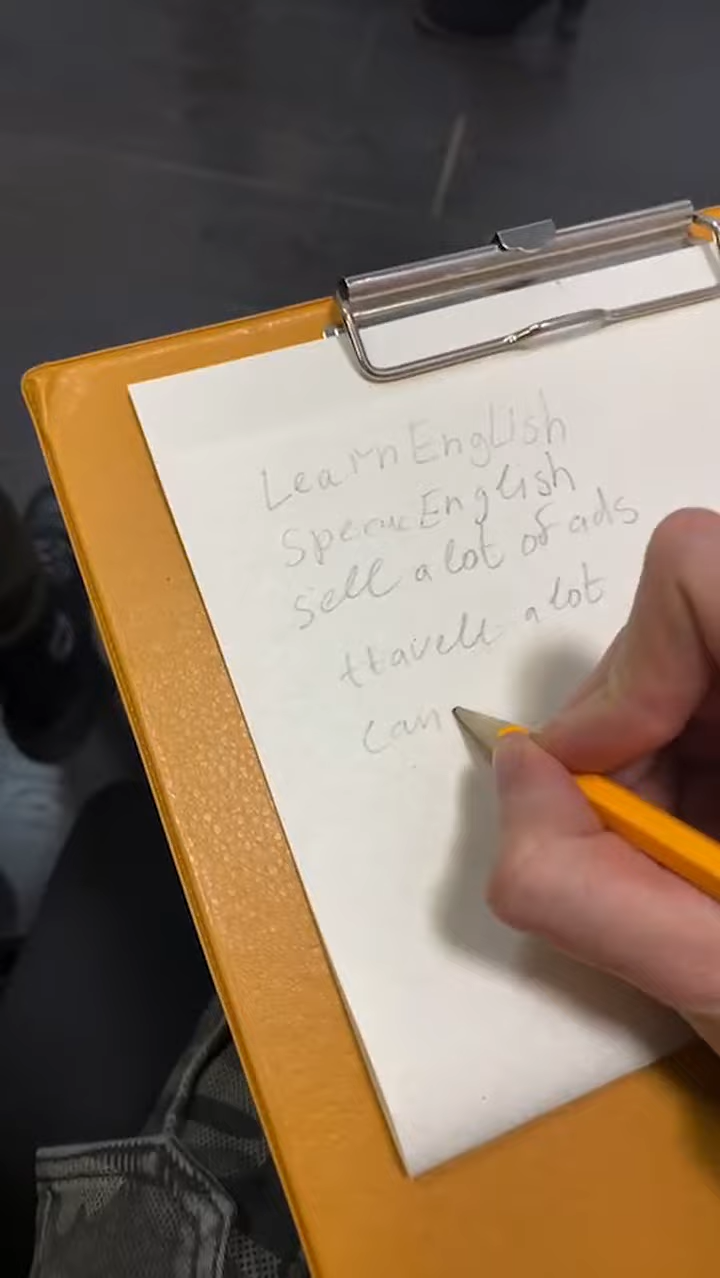 Learn English
Speak English
sell a lot of ads
travell a lot
can